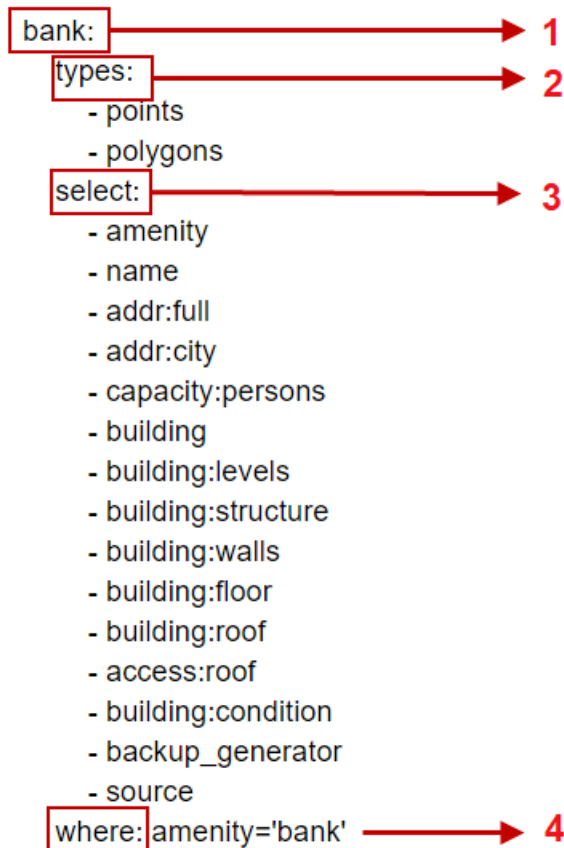 bank: 1
types: 2
- points
- polygons
select: 3
- amenity
- name
- addr:full
- addr:city
- capacity:persons
- building
- building:levels
- building:structure
- building:walls
- building:floor
- building:roof
- access:roof
- building:condition
- backup_generator
- source
where: amenity='bank' 4